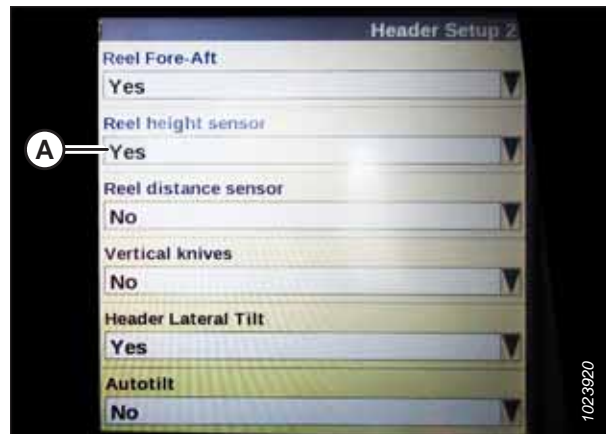 Header Setup 2
Reel Fore-Aft
Yes
Reel height sensor
A
Yes
Reel distance sensor
No
Vertical knives
No
Header Lateral Tilt
Yes
Autotilt
No
1023920